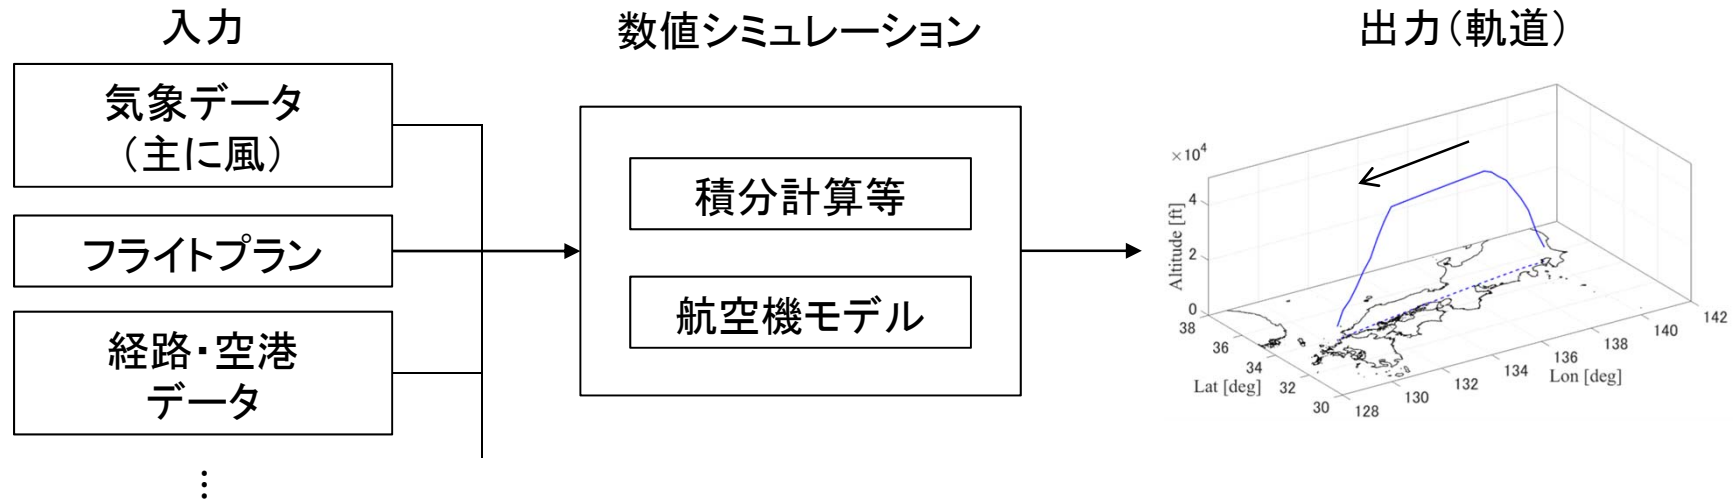 入力
気象データ
（主に風）
フライトプラン
経路・空港
データ
⋮
数値シミュレーション
積分計算等
航空機モデル
出力（軌道）
×10⁴
Altitude [ft]
4
2
0
38
36
34
32
30
Lat [deg]
128
130
132
134
136
138
140
142
Lon [deg]